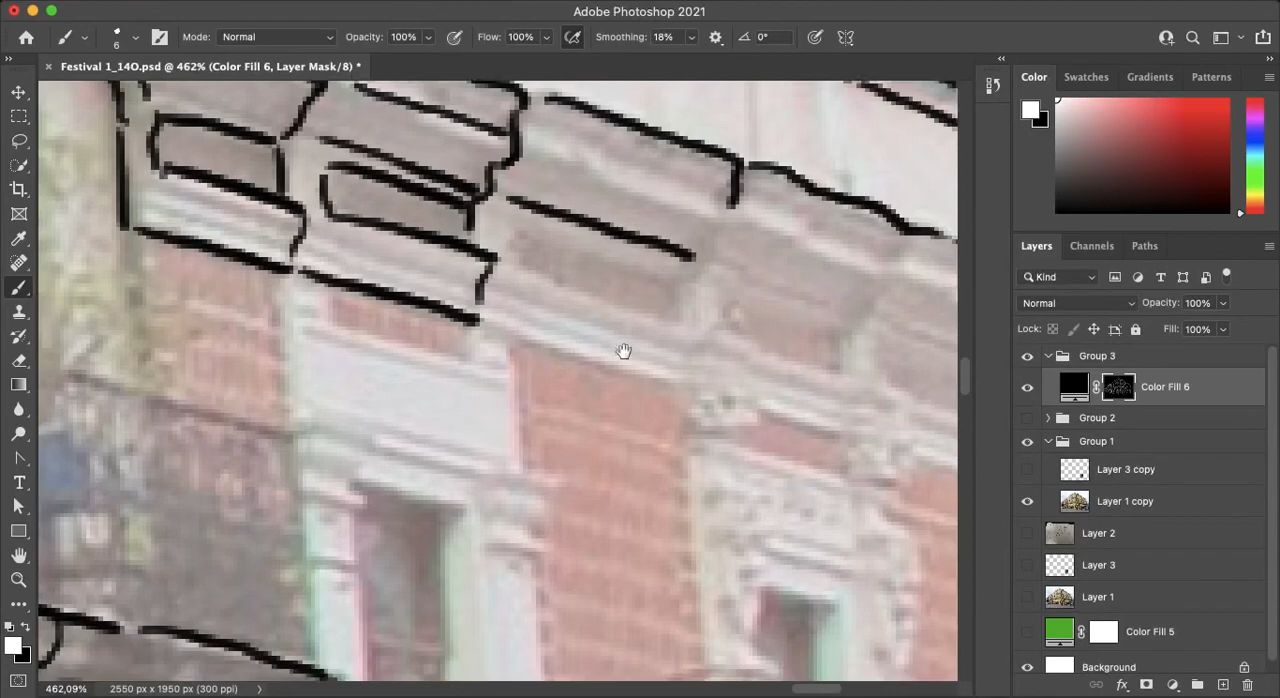 Adobe Photoshop 2021
6 Mode: Normal Opacity: 100% Flow: 100% Smoothing: 18% 0°
Festival 1_14O.psd @ 462% (Color Fill 6, Layer Mask/8) *
Color Swatches Gradients Patterns
Layers Channels Paths
Kind
Normal Opacity: 100%
Lock: Fill: 100%
Group 3
Color Fill 6
Group 2
Group 1
Layer 3 copy
Layer 1 copy
Layer 2
Layer 3
Layer 1
Color Fill 5
Background
462,09% 2550 px x 1950 px (300 ppi)